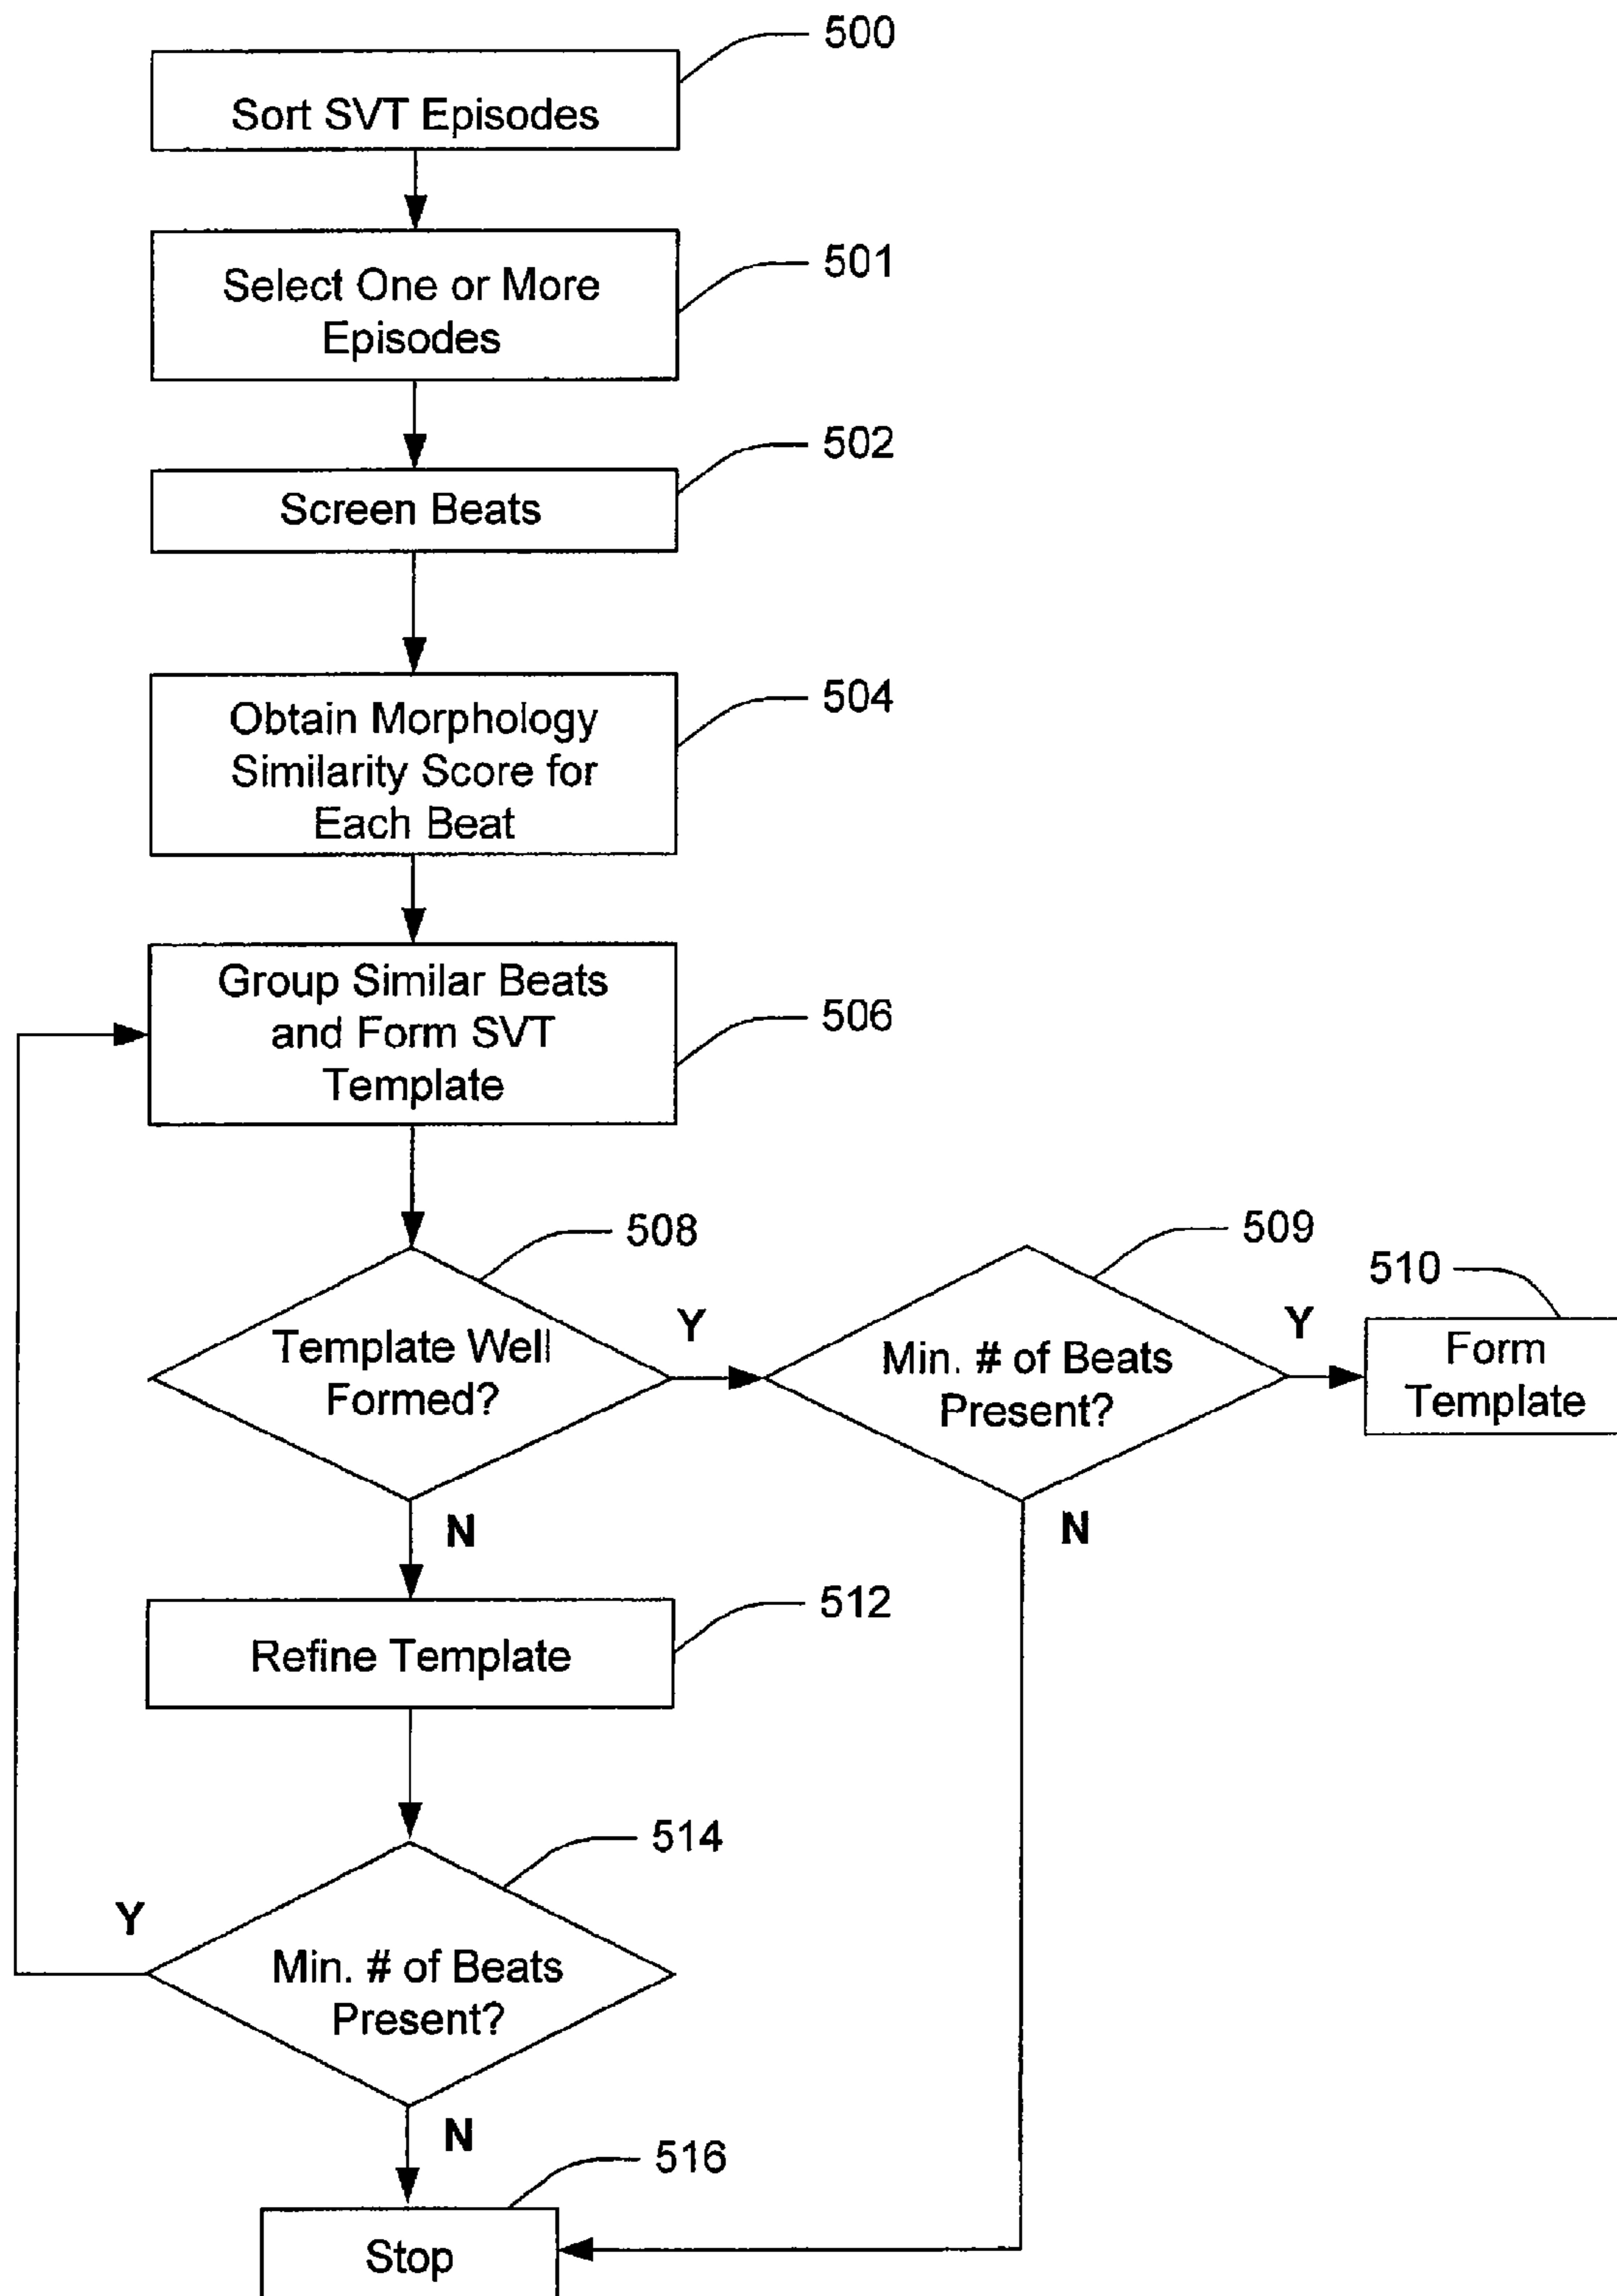 500
Sort SVT Episodes
501
Select One or More
Episodes
502
Screen Beats
504
Obtain Morphology
Similarity Score for
Each Beat
506
Group Similar Beats
and Form SVT
Template
508
Template Well
Formed?
Y
N
509
Min. # of Beats
Present?
Y
N
510
Form
Template
512
Refine Template
514
Min. # of Beats
Present?
Y
N
516
Stop